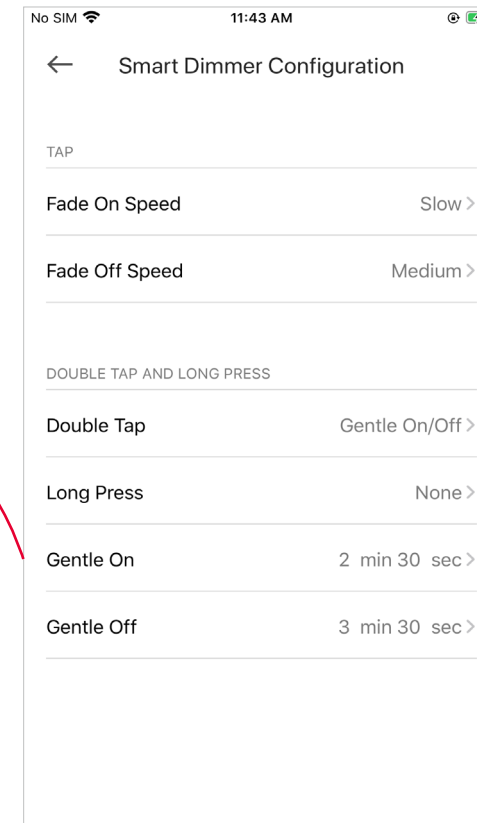 No SIM 11:43 AM
Smart Dimmer Configuration
TAP
Fade On Speed Slow
Fade Off Speed Medium
DOUBLE TAP AND LONG PRESS
Double Tap Gentle On/Off
Long Press None
Gentle On 2 min 30 sec
Gentle Off 3 min 30 sec